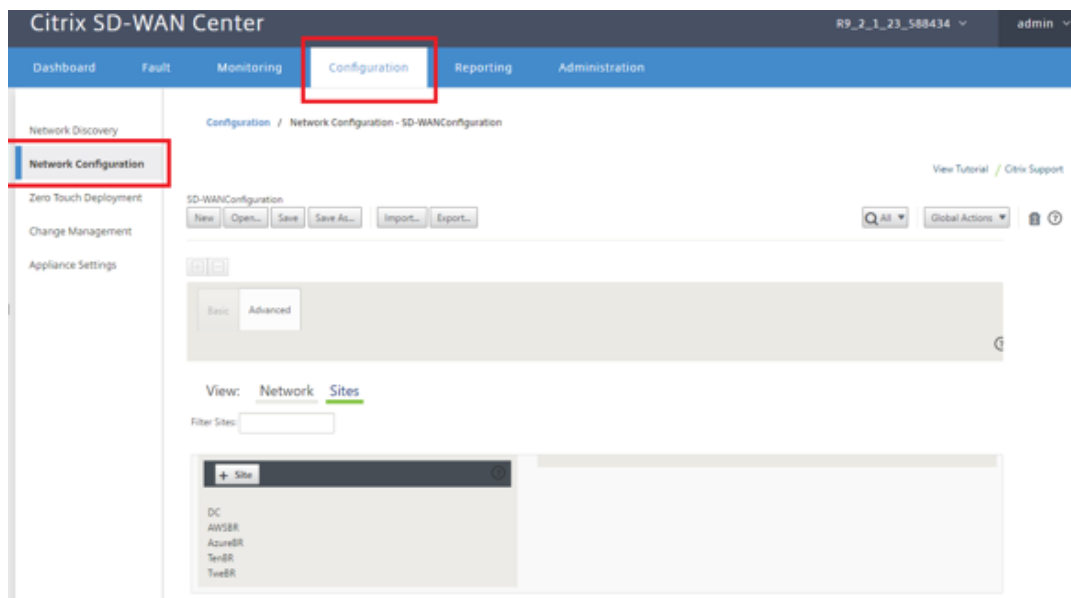 Citrix SD-WAN Center R9_2_1_23_588434 admin
Dashboard Fault Monitoring Configuration Reporting Administration
Configuration / Network Configuration - SD-WANConfiguration
Network Discovery
Network Configuration
Zero Touch Deployment
Change Management
Appliance Settings
View Tutorial / Citrix Support
SD-WANConfiguration
New Open... Save Save As... Import... Export... All Global Actions
Basic Advanced
View: Network Sites
Filter Sites:
+ Site
DC
AWSBR
AzureBR
TenBR
TweBR